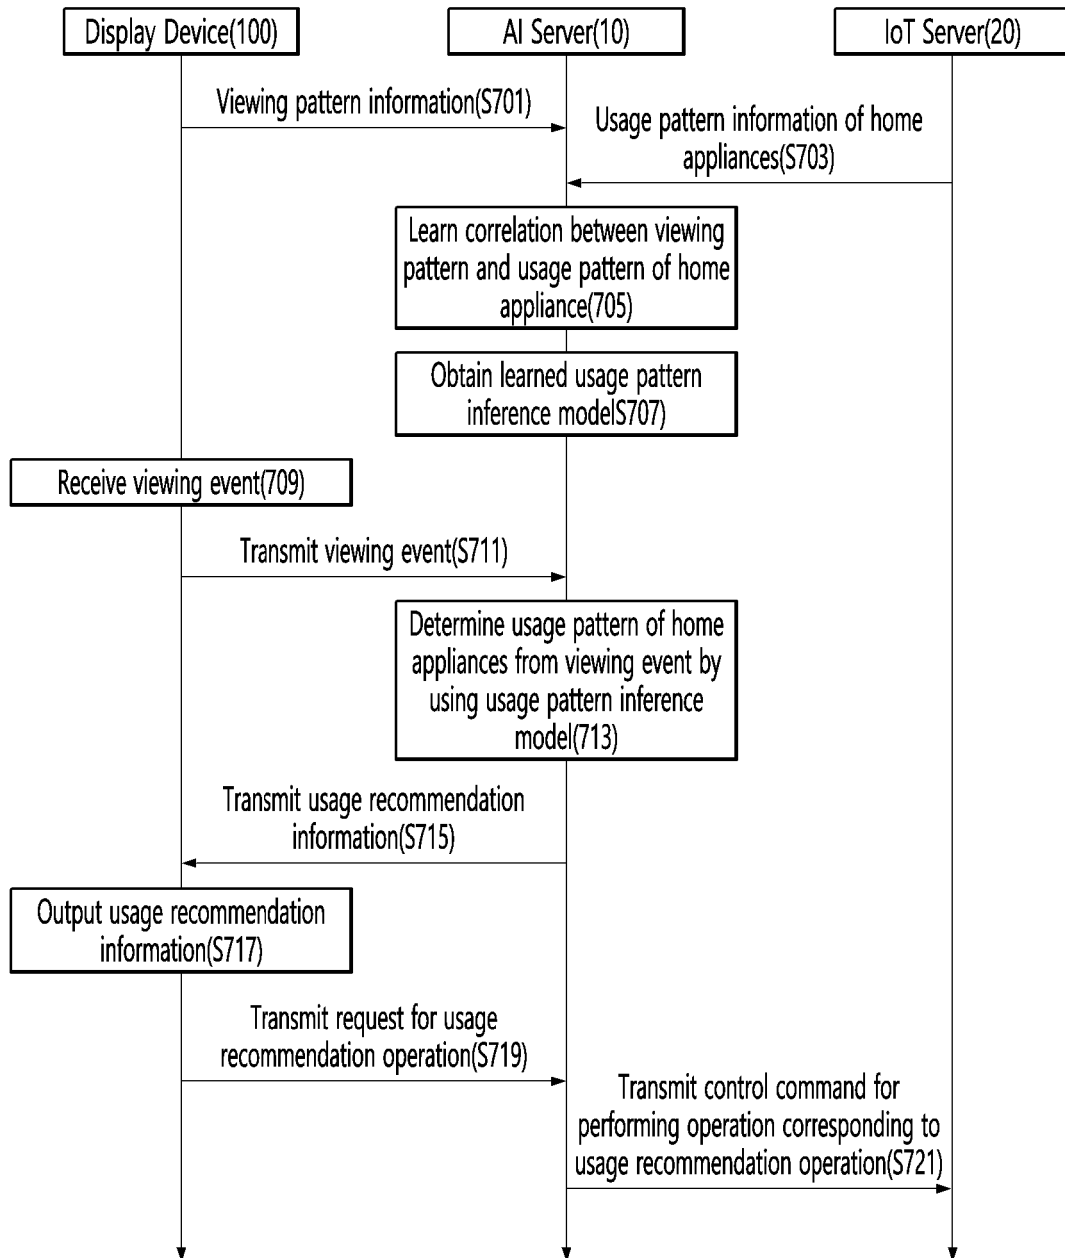 Display Device(100)
AI Server(10)
IoT Server(20)
Viewing pattern information(S701)
Usage pattern information of home
appliances(S703)
Learn correlation between viewing
pattern and usage pattern of home
appliance(705)
Obtain learned usage pattern
inference modelS707)
Receive viewing event(709)
Transmit viewing event(S711)
Determine usage pattern of home
appliances from viewing event by
using usage pattern inference
model(713)
Transmit usage recommendation
information(S715)
Output usage recommendation
information(S717)
Transmit request for usage
recommendation operation(S719)
Transmit control command for
performing operation corresponding to
usage recommendation operation(S721)